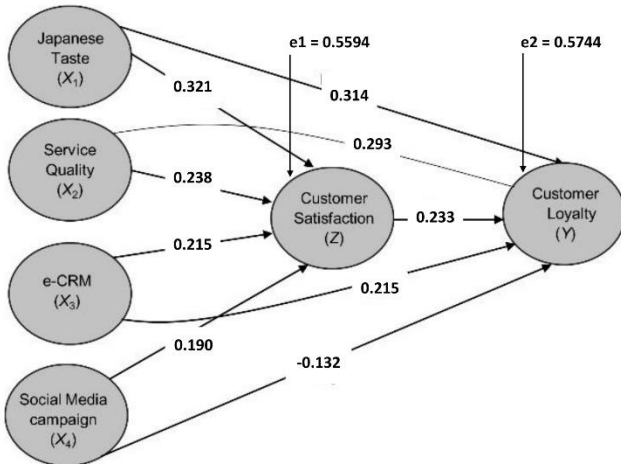 Japanese
Taste
(X1)
e1 = 0.5594
e2 = 0.5744
0.321
0.314
Service
Quality
(X2)
0.293
0.238
Customer
Satisfaction
(Z)
0.233
Customer
Loyalty
(Y)
e-CRM
(X3)
0.215
0.215
0.190
-0.132
Social Media
campaign
(X4)